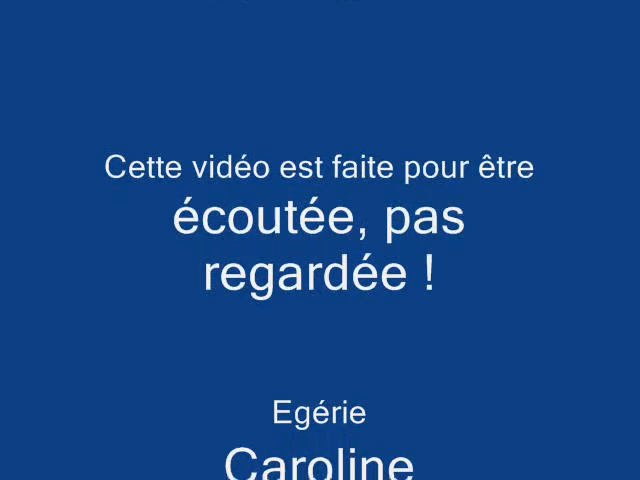 Cette vidéo est faite pour être
écoutée, pas
regardée !
Egérie
Caroline